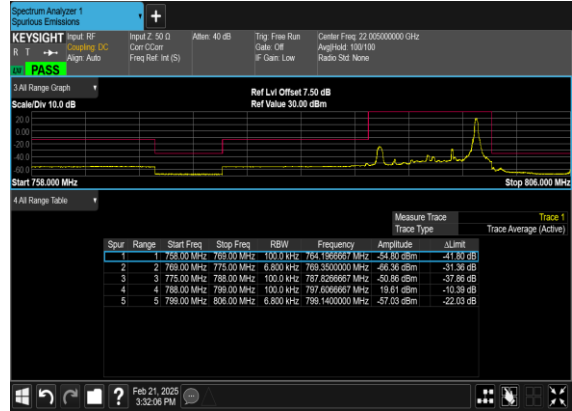 Spectrum Analyzer 1
Spurious Emissions
+
KEYSIGHT Input: RF Input Z: 50 Ω Atten: 40 dB Trig: Free Run Center Freq: 22.005000000 GHz
R T Coupling: DC Corr CCorr Gate: Off Avg|Hold: 100/100
Align: Auto Freq Ref: Int (S) IF Gain: Low Radio Std: None
PASS
3 All Range Graph
Ref Lvl Offset 7.50 dB
Scale/Div 10.0 dB Ref Value 30.00 dBm
20.0
0.00
-20.0
-40.0
-60.0
Start 758.000 MHz Stop 806.000 MHz
4 All Range Table
Measure Trace Trace 1
Trace Type Trace Average (Active)
Spur Range Start Freq Stop Freq RBW Frequency Amplitude ΔLimit
1 1 758.00 MHz 769.00 MHz 100.0 kHz 764.1966667 MHz -54.80 dBm -41.80 dB
2 2 769.00 MHz 775.00 MHz 6.800 kHz 769.3500000 MHz -66.36 dBm -31.36 dB
3 3 775.00 MHz 788.00 MHz 100.0 kHz 787.8266667 MHz -50.86 dBm -37.86 dB
4 4 788.00 MHz 799.00 MHz 100.0 kHz 797.6066667 MHz 19.61 dBm -10.39 dB
5 5 799.00 MHz 806.00 MHz 6.800 kHz 799.1400000 MHz -57.03 dBm -22.03 dB
? Feb 21, 2025
3:32:06 PM